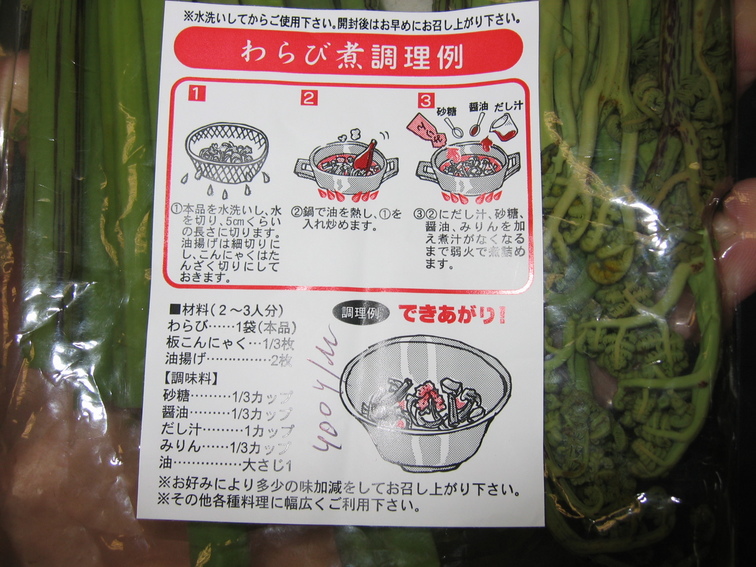 ※水洗いしてからご使用下さい。開封後はお早めにお召し上がり下さい。
わらび煮調理例
1
2
3
砂糖
醤油
だし汁
①本品を水洗いし、水
を切り、5cmくらい
の長さに切ります。
油揚げは細切りに
し、こんにゃくはた
んざく切りにして
おきます。
②鍋で油を熱し、①を
入れ炒めます。
③②にだし汁、砂糖、
醤油、みりんを加
え煮汁がなくなる
まで弱火で煮詰め
ます。
■材料(2〜3人分)
わらび……1袋(本品)
板こんにゃく…1/3枚
油揚げ……………2枚
【調味料】
砂糖………1/3カップ
醤油………1/3カップ
だし汁………1カップ
みりん……1/3カップ
油……………大さじ1
調理例
できあがり!
※お好みにより多少の味加減をしてお召し上がり下さい。
※その他各種料理に幅広くご利用下さい。